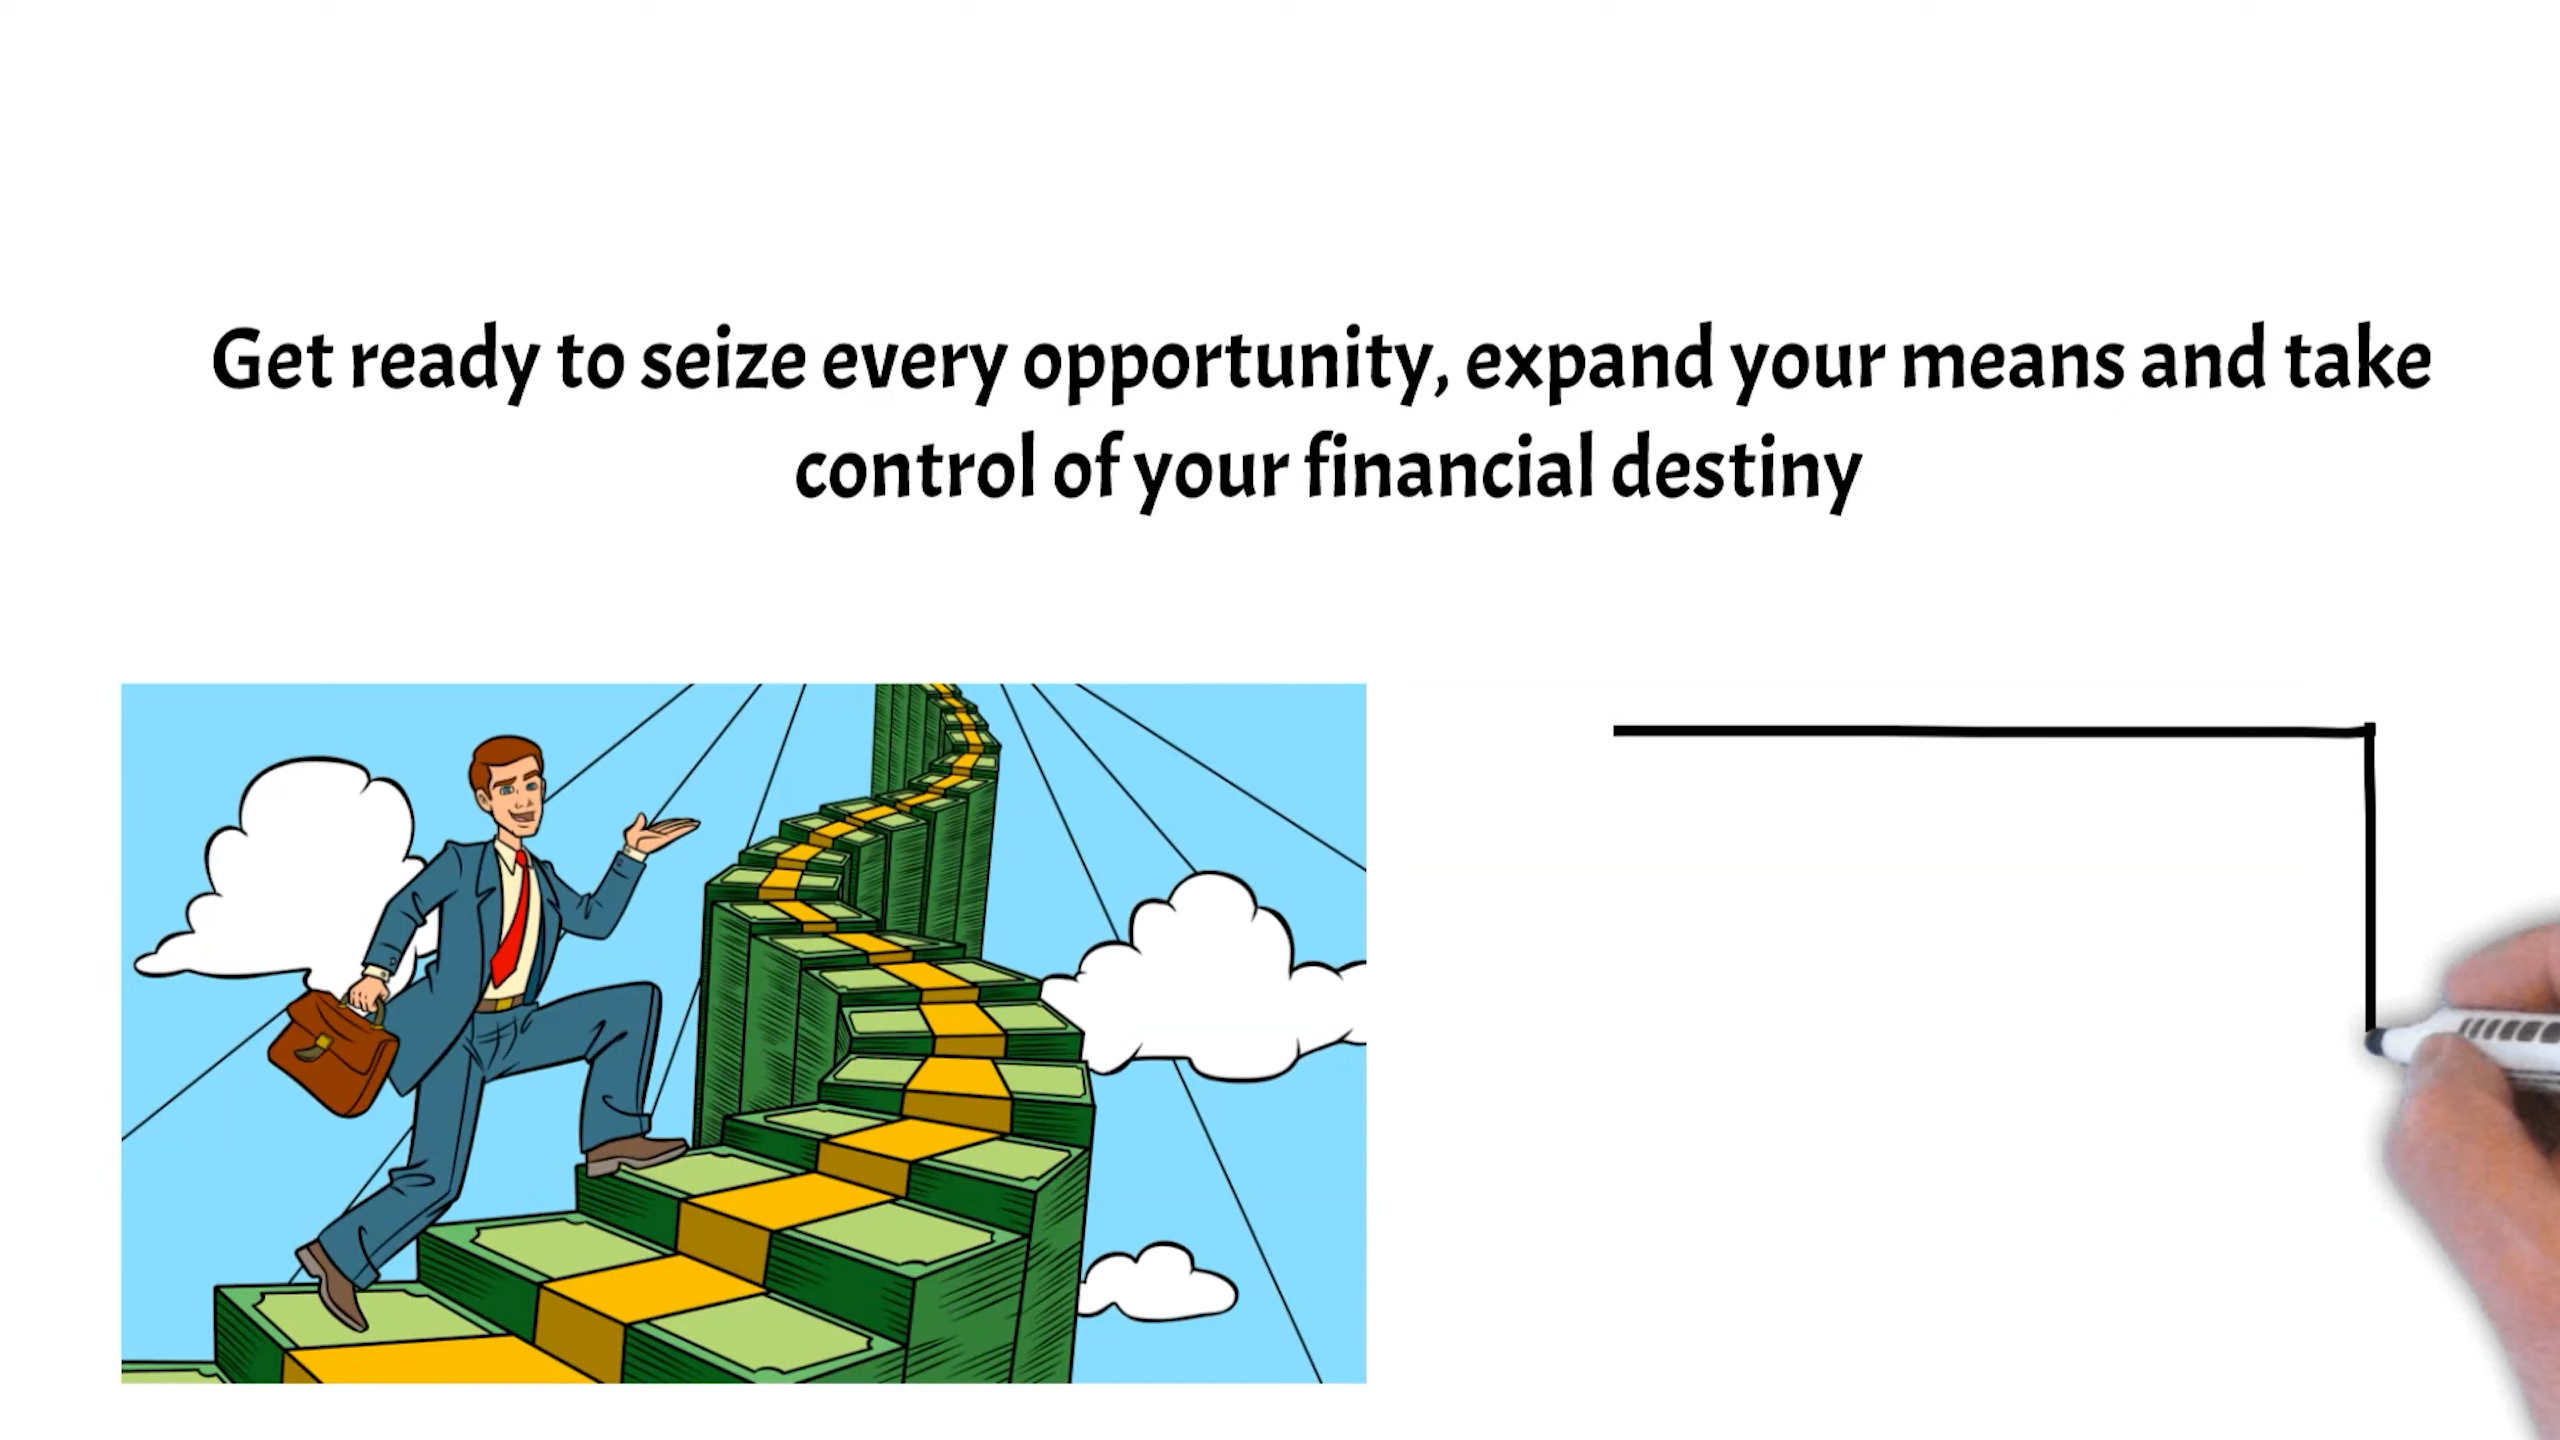 Get ready to seize every opportunity, expand your means and take
control of your financial destiny